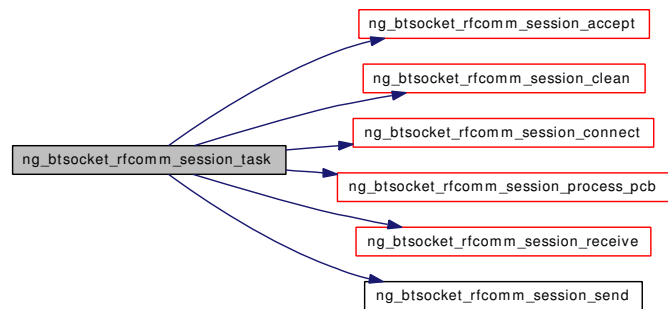 ng_btsocket_rfcomm_session_accept
ng_btsocket_rfcomm_session_clean
ng_btsocket_rfcomm_session_connect
ng_btsocket_rfcomm_session_task
ng_btsocket_rfcomm_session_process_pcb
ng_btsocket_rfcomm_session_receive
ng_btsocket_rfcomm_session_send